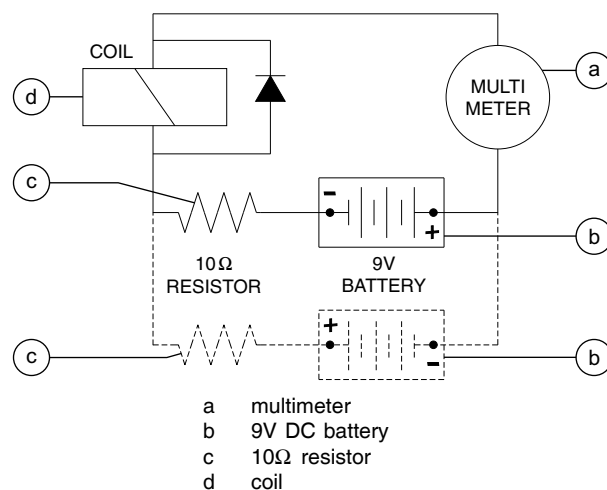 COIL
d
MULTI
METER
a
c
-
+
b
10Ω
RESISTOR
9V
BATTERY
c
+
-
b
a multimeter
b 9V DC battery
c 10Ω resistor
d coil